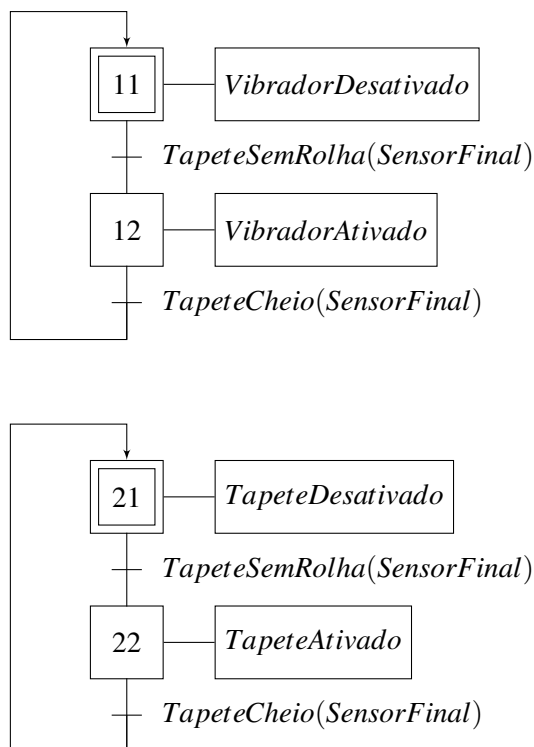 11 VibradorDesativado
TapeteSemRolha(SensorFinal)
12 VibradorAtivado
TapeteCheio(SensorFinal)
21 TapeteDesativado
TapeteSemRolha(SensorFinal)
22 TapeteAtivado
TapeteCheio(SensorFinal)